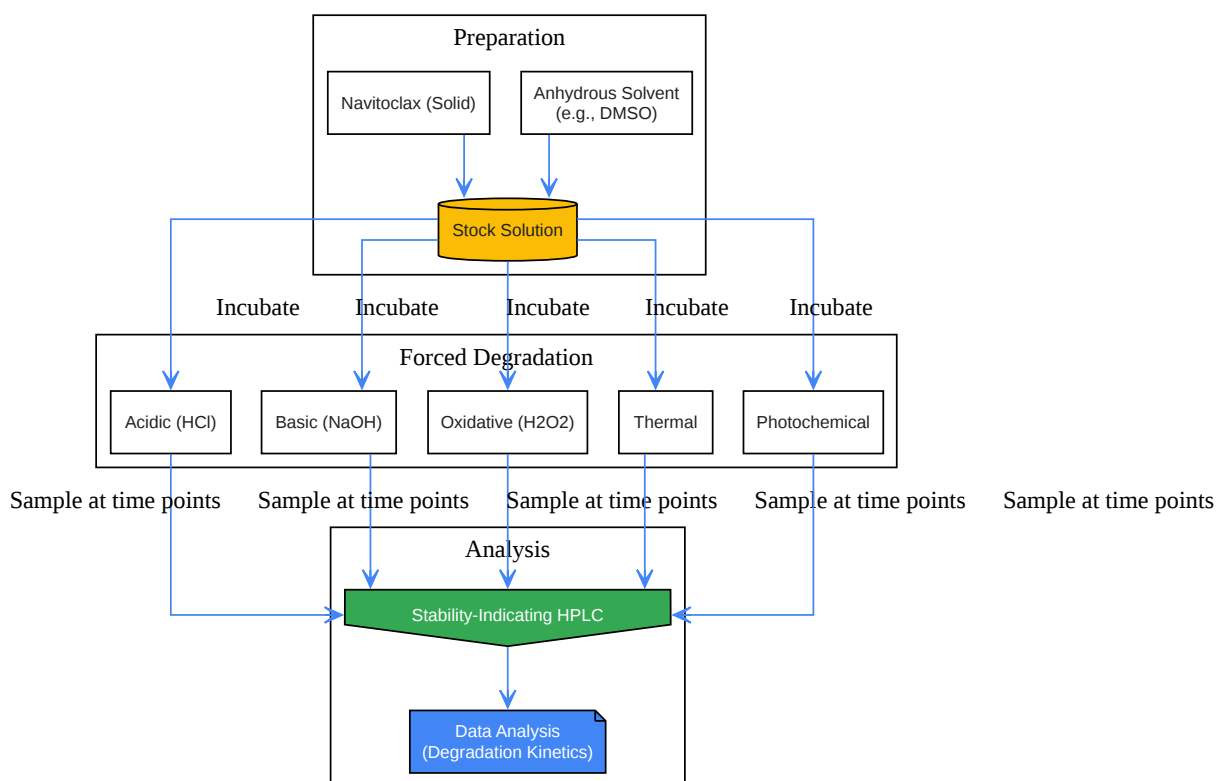 Preparation
Navitoclax (Solid)
Anhydrous Solvent
(e.g., DMSO)
Stock Solution
Incubate
Incubate
Incubate
Incubate
Incubate
Forced Degradation
Acidic (HCl)
Basic (NaOH)
Oxidative (H2O2)
Thermal
Photochemical
Sample at time points
Sample at time points
Sample at time points
Sample at time points
Sample at time points
Analysis
Stability-Indicating HPLC
Data Analysis
(Degradation Kinetics)